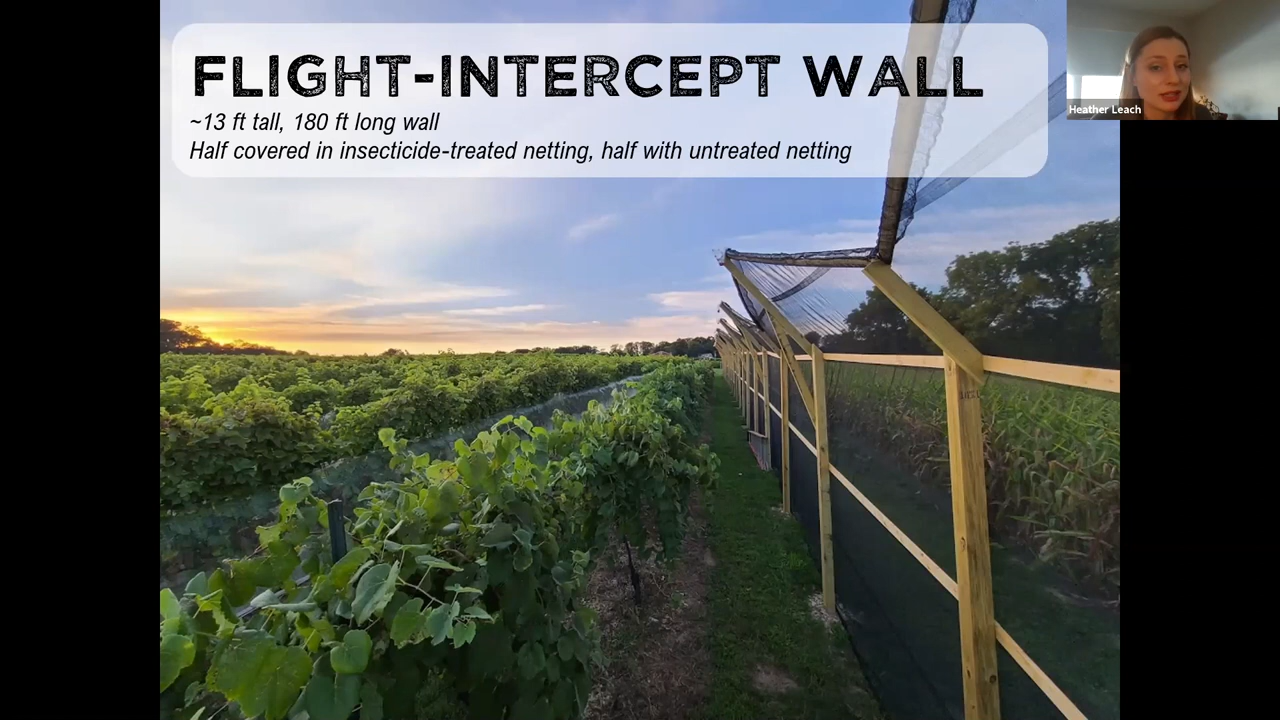 FLIGHT-INTERCEPT WALL
~13 ft tall, 180 ft long wall
Half covered in insecticide-treated netting, half with untreated netting
Heather Leach